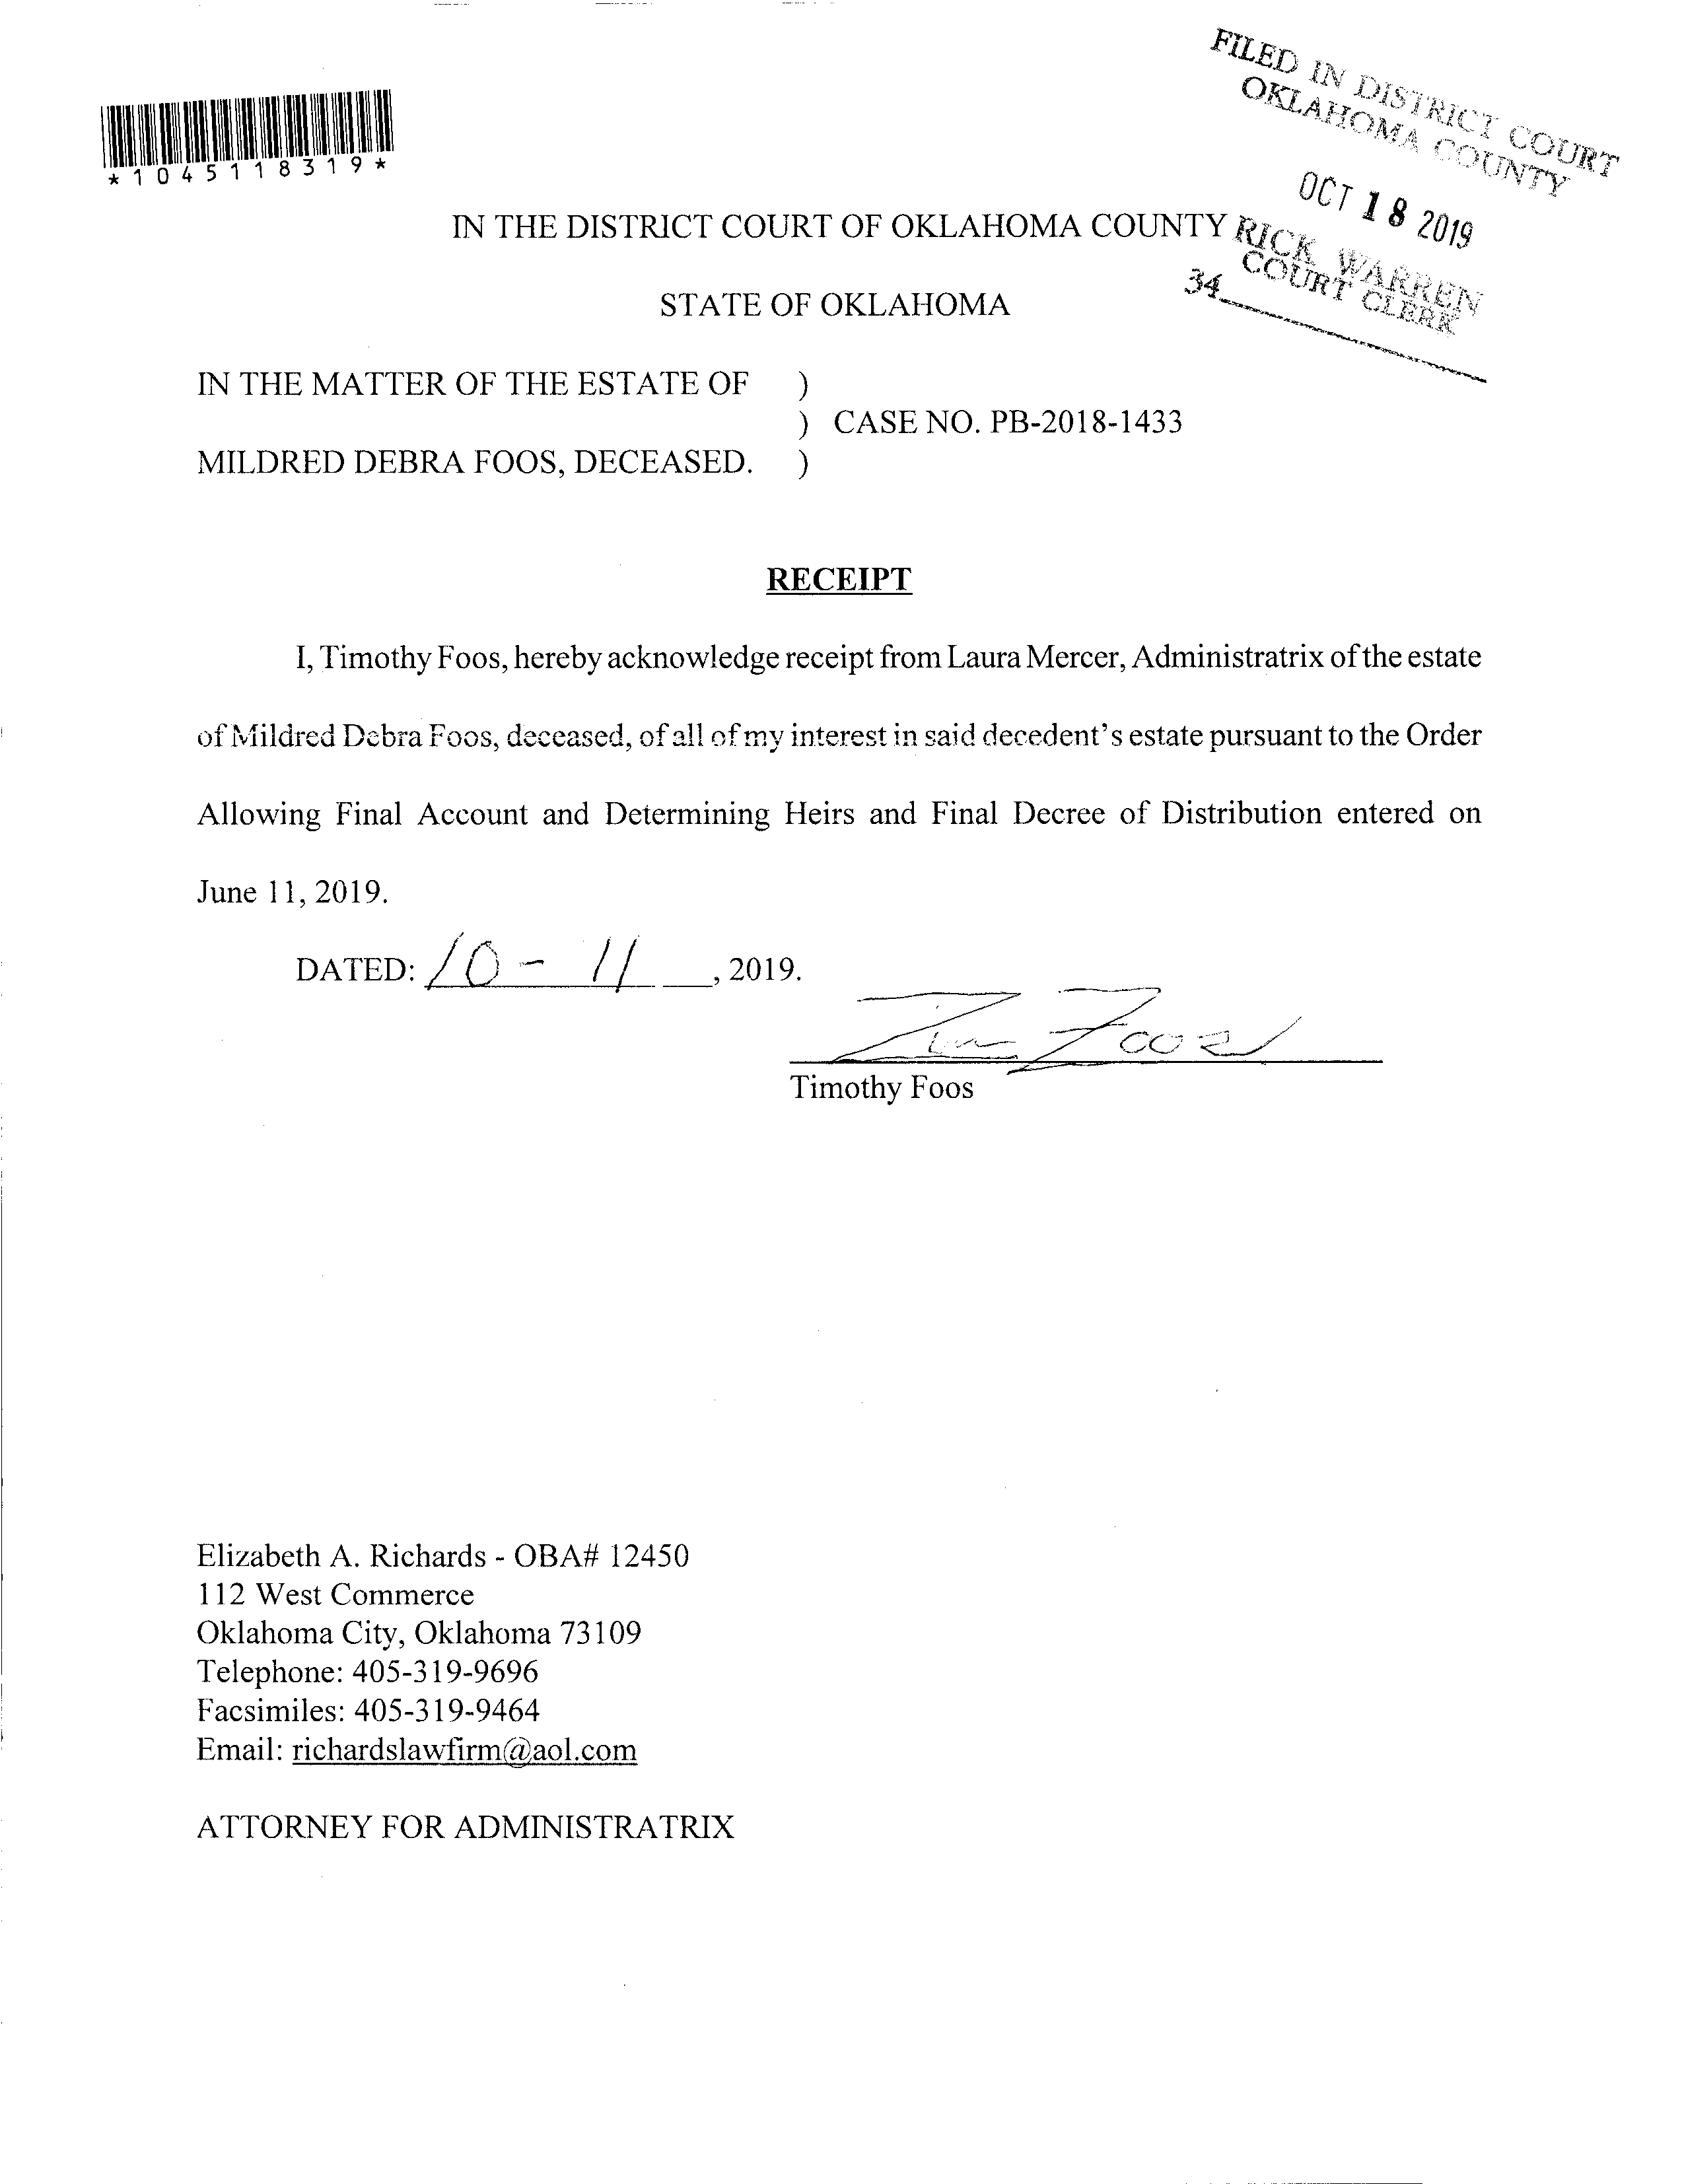 FILED IN DISTRICT COURT
OKLAHOMA COUNTY
OCT 18 2019
RICK WARREN
COURT CLERK
34
*1045118319*
IN THE DISTRICT COURT OF OKLAHOMA COUNTY
STATE OF OKLAHOMA
IN THE MATTER OF THE ESTATE OF )
) CASE NO. PB-2018-1433
MILDRED DEBRA FOOS, DECEASED. )
RECEIPT
I, Timothy Foos, hereby acknowledge receipt from Laura Mercer, Administratrix of the estate
of Mildred Debra Foos, deceased, of all of my interest in said decedent's estate pursuant to the Order
Allowing Final Account and Determining Heirs and Final Decree of Distribution entered on
June 11, 2019.
DATED: 10 - 11 , 2019.
Tim Foos
Timothy Foos
Elizabeth A. Richards - OBA# 12450
112 West Commerce
Oklahoma City, Oklahoma 73109
Telephone: 405-319-9696
Facsimiles: 405-319-9464
Email: richardslawfirm@aol.com
ATTORNEY FOR ADMINISTRATRIX